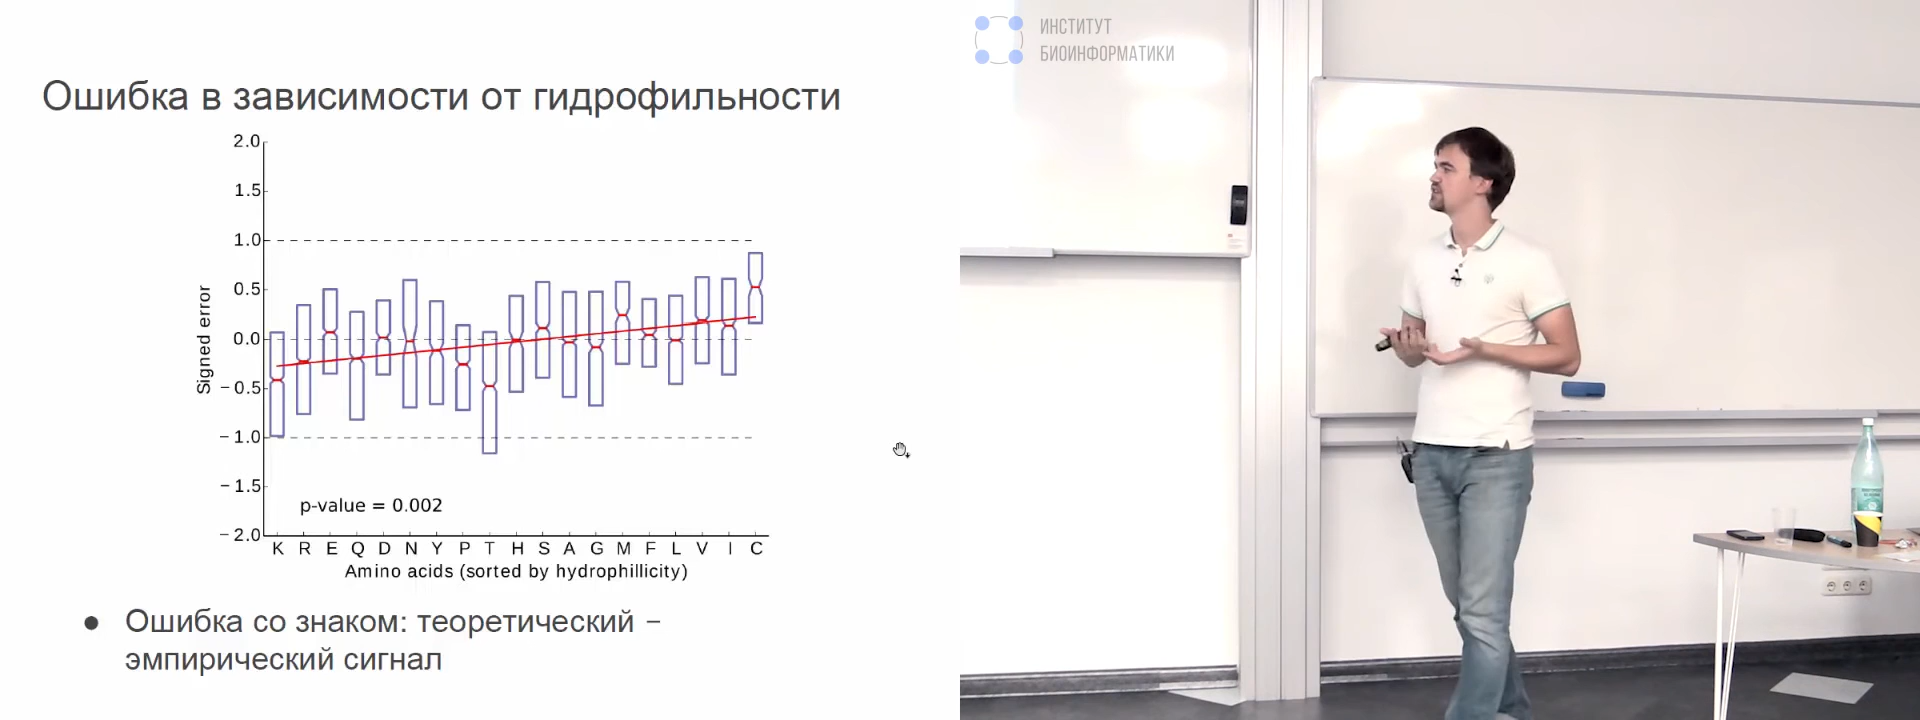 Ошибка в зависимости от гидрофильности
2.0
1.5
1.0
0.5
0.0
−0.5
−1.0
−1.5
−2.0
Signed error
p-value = 0.002
K R E Q D N Y P T H S A G M F L V I C
Amino acids (sorted by hydrophillicity)
● Ошибка со знаком: теоретический −
эмпирический сигнал
ИНСТИТУТ
БИОИНФОРМАТИКИ